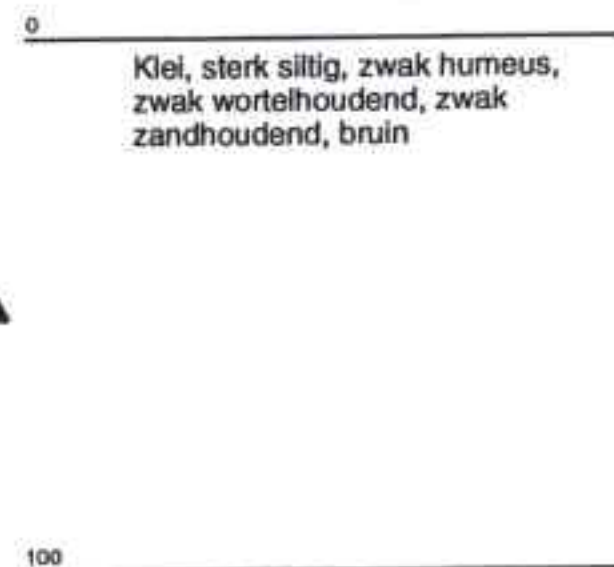 0
Klei, sterk siltig, zwak humeus,
zwak wortelhoudend, zwak
zandhoudend, bruin
100